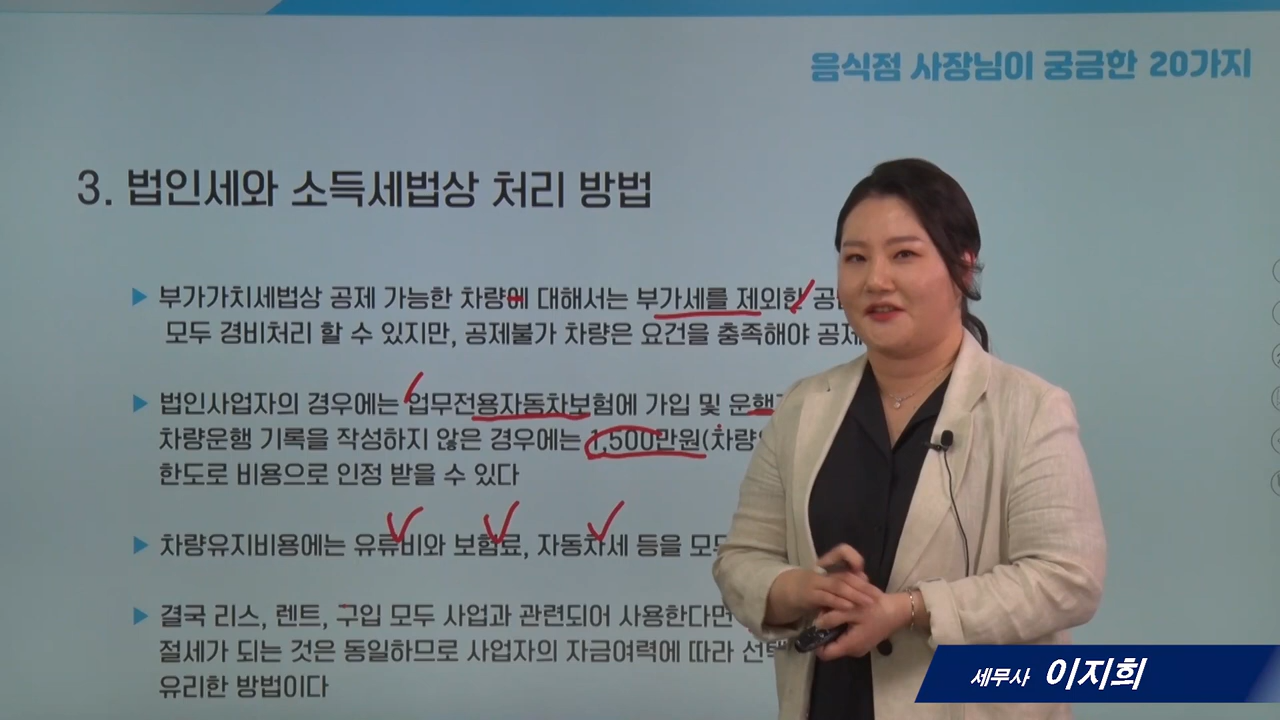 음식점 사장님이 궁금한 20가지
3. 법인세와 소득세법상 처리 방법
▶ 부가가치세법상 공제 가능한 차량에 대해서는 부가세를 제외한
모두 경비처리 할 수 있지만, 공제불가 차량은 요건을 충족해야 공제
▶ 법인사업자의 경우에는 업무전용자동차보험에 가입 및 운행
차량운행 기록을 작성하지 않은 경우에는 1,500만원(차량
한도로 비용으로 인정 받을 수 있다
▶ 차량유지비용에는 유류비와 보험료, 자동차세 등을 모두
▶ 결국 리스, 렌트, 구입 모두 사업과 관련되어 사용한다면
절세가 되는 것은 동일하므로 사업자의 자금여력에 따라 선택
유리한 방법이다
세무사 이지희